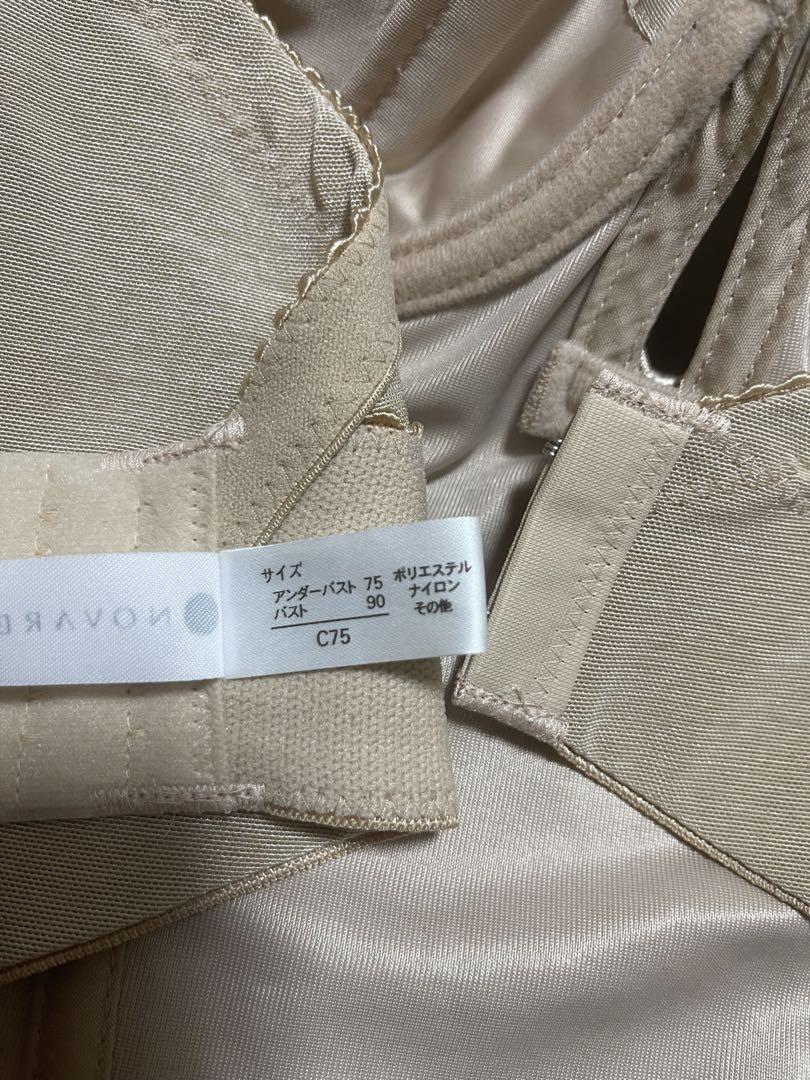 サイズ
アンダーバスト 75
バスト 90
C75
ポリエステル
ナイロン
その他